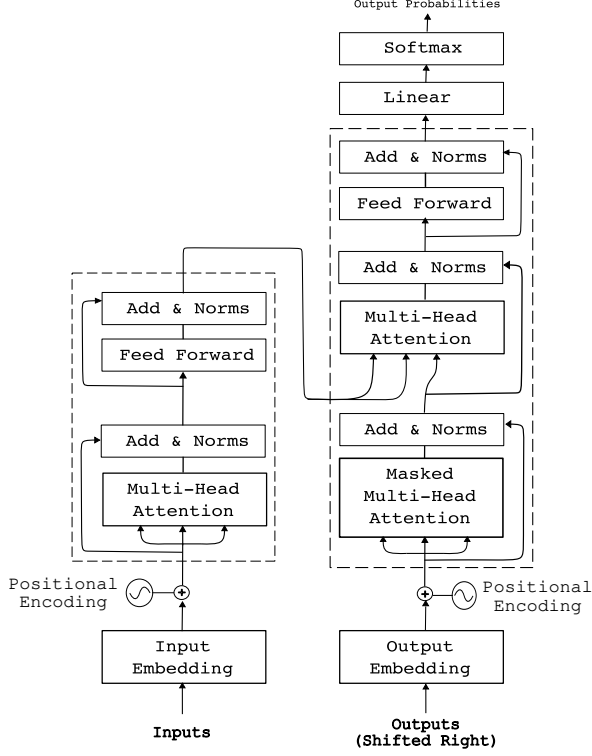 Output Probabilities
Softmax
Linear
Add & Norms
Feed Forward
Add & Norms
Multi-Head
Attention
Add & Norms
Masked
Multi-Head
Attention
Add & Norms
Feed Forward
Add & Norms
Multi-Head
Attention
Positional
Encoding
Positional
Encoding
Input
Embedding
Output
Embedding
Inputs
Outputs
(Shifted Right)